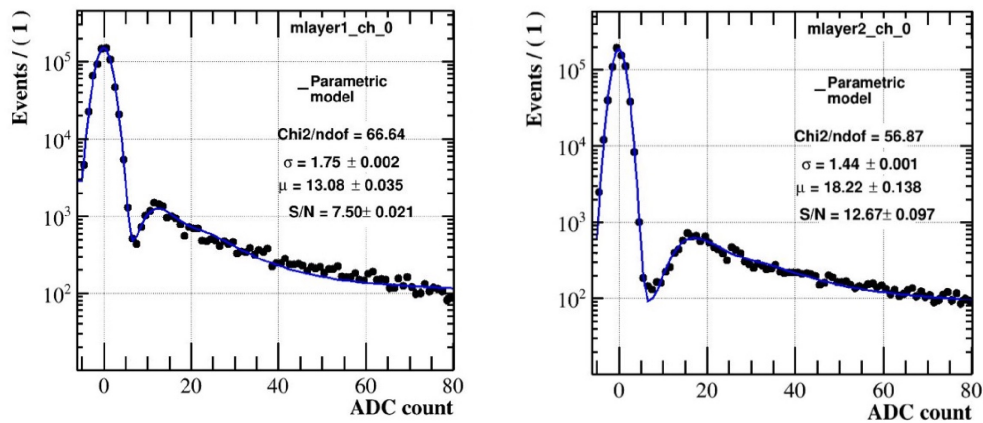 mlayer1_ch_0
Events / ( 1 )
Parametric
model
Chi2/ndof = 66.64
σ = 1.75 ± 0.002
μ = 13.08 ± 0.035
S/N = 7.50± 0.021
10⁵
10⁴
10³
10²
0 20 40 60 80
ADC count
mlayer2_ch_0
Events / ( 1 )
Parametric
model
Chi2/ndof = 56.87
σ = 1.44 ± 0.001
μ = 18.22 ± 0.138
S/N = 12.67± 0.097
10⁵
10⁴
10³
10²
0 20 40 60 80
ADC count